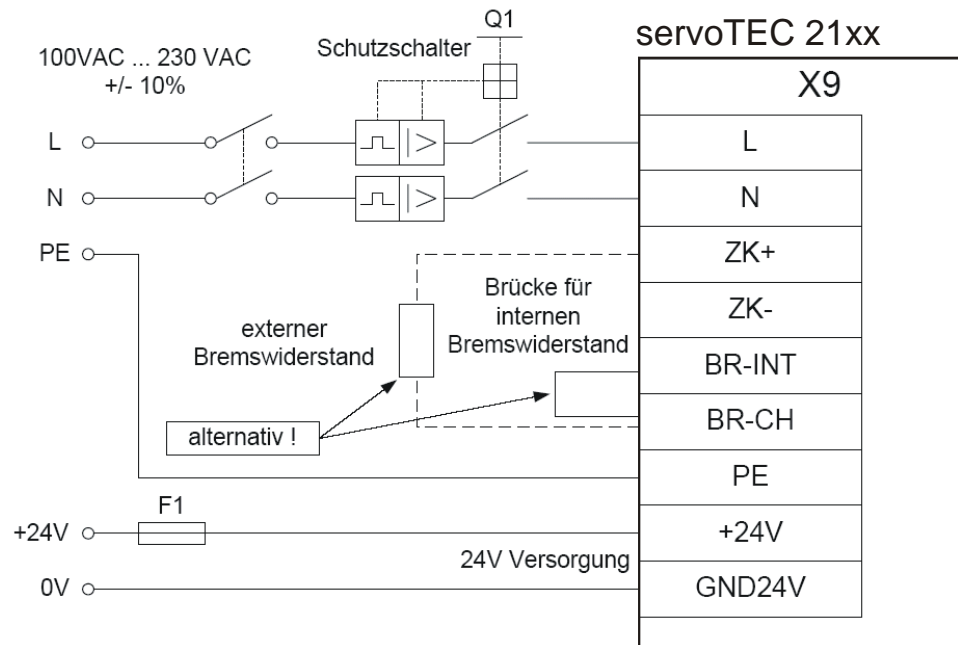 servoTEC 21xx
Q1
Schutzschalter
100VAC ... 230 VAC
+/- 10%
X9
L
L
N
N
PE
ZK+
ZK-
Brücke für
internen
Bremswiderstand
externer
Bremswiderstand
BR-INT
BR-CH
alternativ !
PE
F1
+24V
+24V
24V Versorgung
0V
GND24V